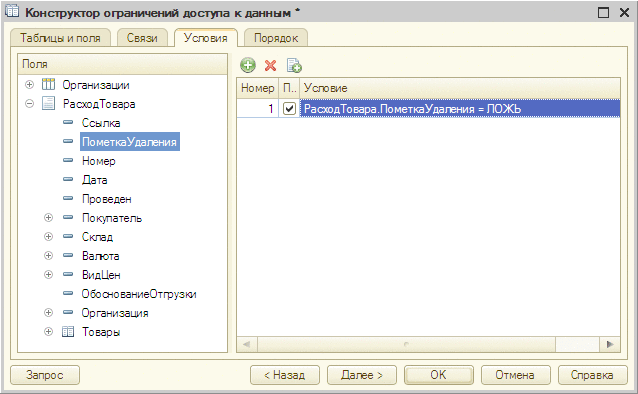 Конструктор ограничений доступа к данным *
Таблицы и поля Связи Условия Порядок
Поля
Организации
РасходТовара
Ссылка
ПометкаУдаления
Номер
Дата
Проведен
Покупатель
Склад
Валюта
ВидЦен
ОбоснованиеОтгрузки
Организация
Товары
Номер П.. Условие
1 РасходТовара.ПометкаУдаления = ЛОЖЬ
Запрос < Назад Далее > OK Отмена Справка